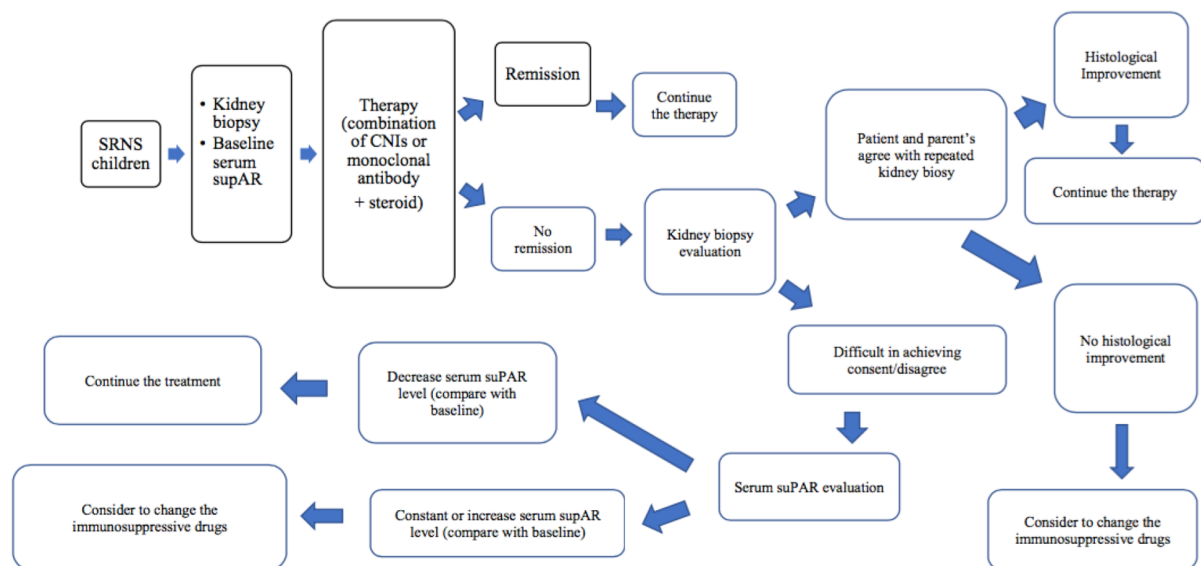 SRNS
children
• Kidney
biopsy
• Baseline
serum
supAR
Therapy
(combination
of CNIs or
monoclonal
antibody
+ steroid)
Remission
Continue
the therapy
No
remission
Kidney biopsy
evaluation
Patient and parent’s
agree with repeated
kidney biosy
Histological
Improvement
Continue the therapy
No histological
improvement
Consider to change the
immunosuppressive drugs
Difficult in achieving
consent/disagree
Serum suPAR evaluation
Decrease serum suPAR
level (compare with
baseline)
Continue the treatment
Constant or increase serum supAR
level (compare with baseline)
Consider to change the
immunosuppressive drugs